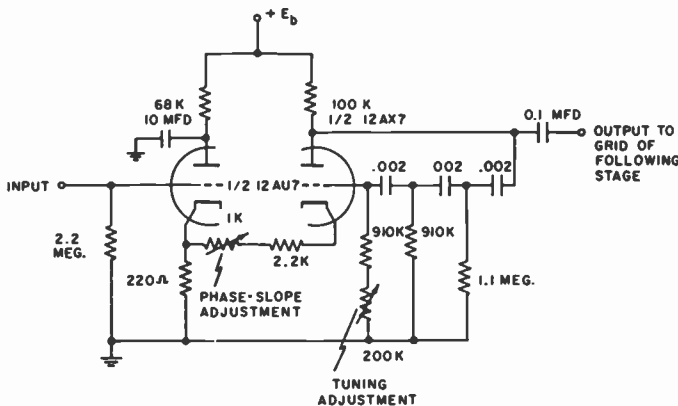 + Eb
68 K
10 MFD
100 K
1/2 12AX7
0.1 MFD
OUTPUT TO
GRID OF
FOLLOWING
STAGE
.002
002
.002
INPUT
1/2 12AU7
1K
2.2
MEG.
220Ω
2.2K
910K
910K
1.1 MEG.
PHASE-SLOPE
ADJUSTMENT
200K
TUNING
ADJUSTMENT